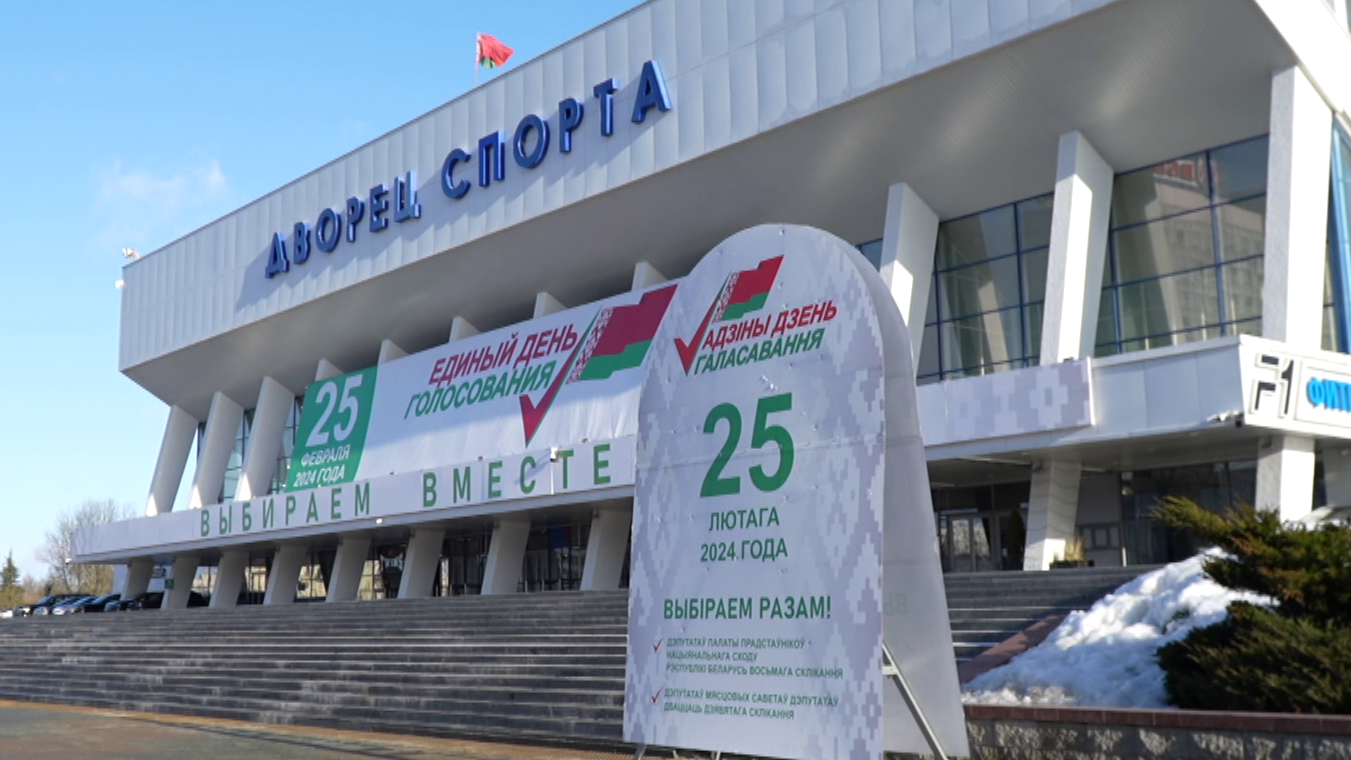 ДВОРЕЦ СПОРТА
25
ФЕВРАЛЯ
2024 ГОДА
ЕДИНЫЙ ДЕНЬ
ГОЛОСОВАНИЯ
ВЫБИРАЕМ ВМЕСТЕ
АДЗІНЫ ДЗЕНЬ
ГАЛАСАВАННЯ
25
ЛЮТАГА
2024 ГОДА
ВЫБІРАЕМ РАЗАМ!
ДЭПУТАТАЎ ПАЛАТЫ ПРАДСТАЎНІКОЎ
НАЦЫЯНАЛЬНАГА СХОДУ
РЭСПУБЛІКІ БЕЛАРУСЬ ВОСЬМАГА СКЛІКАННЯ
ДЭПУТАТАЎ МЯСЦОВЫХ САВЕТАЎ ДЭПУТАТАЎ
ДВАЦЦАЦЬ ДЗЯВЯТАГА СКЛІКАННЯ